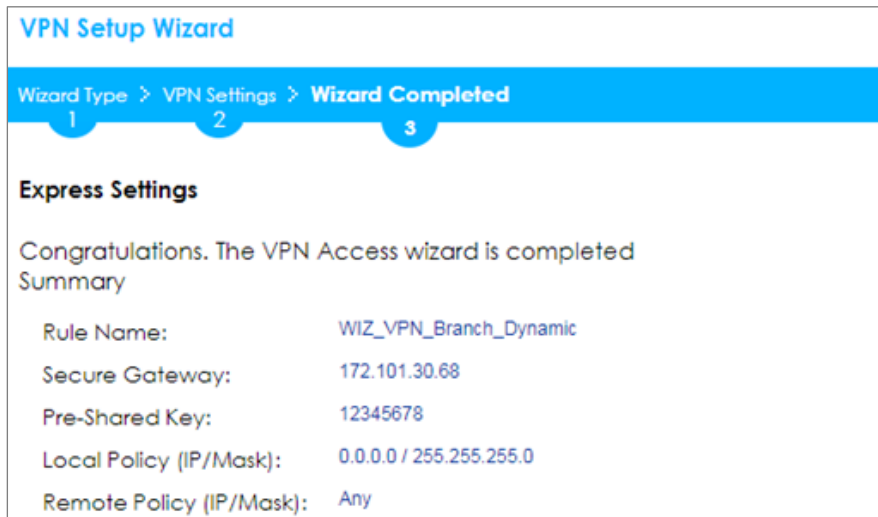 VPN Setup Wizard
Wizard Type > VPN Settings > Wizard Completed
1 2 3
Express Settings
Congratulations. The VPN Access wizard is completed
Summary
Rule Name: WIZ_VPN_Branch_Dynamic
Secure Gateway: 172.101.30.68
Pre-Shared Key: 12345678
Local Policy (IP/Mask): 0.0.0.0 / 255.255.255.0
Remote Policy (IP/Mask): Any